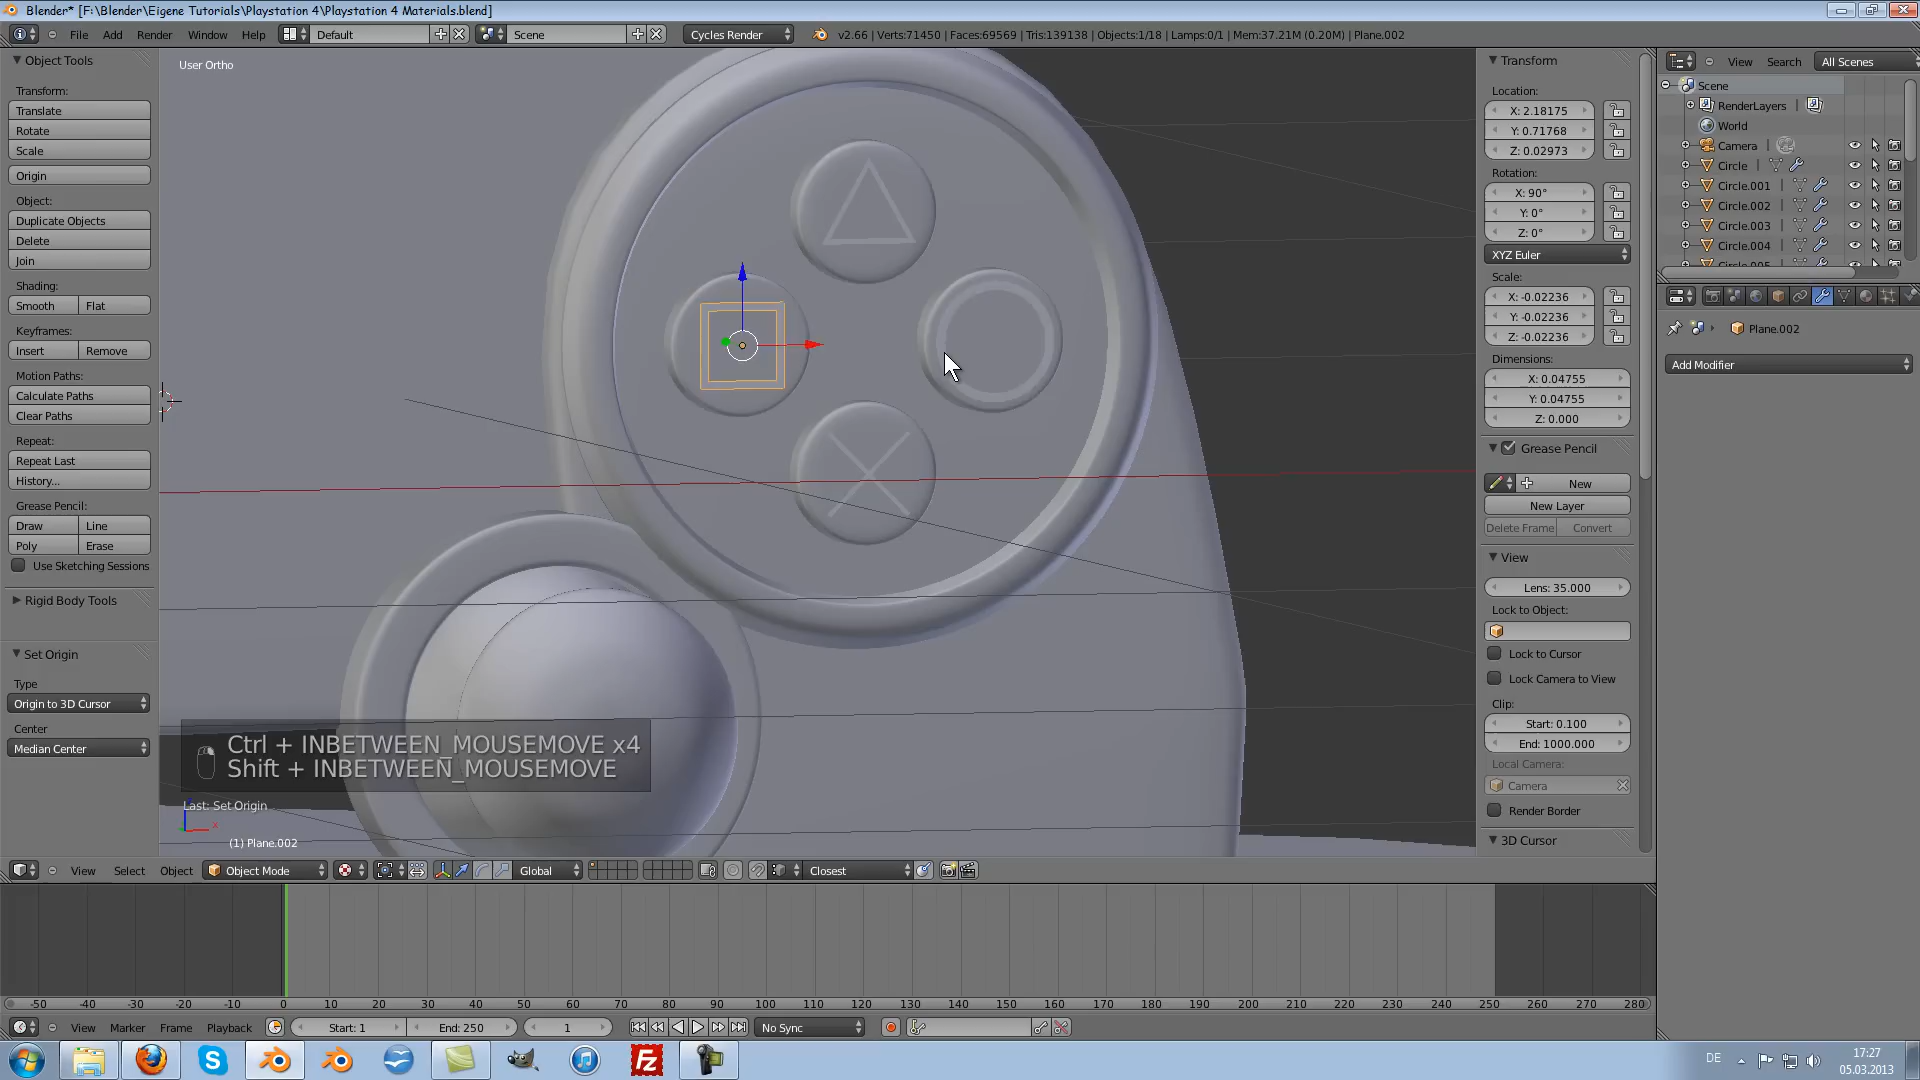 Blender* [F:\Blender\Eigene Tutorials\Playstation 4\Playstation 4 Materials.blend]
File Add Render Window Help Default Scene Cycles Render v2.66 | Verts:71450 | Faces:69569 | Tris:139138 | Objects:1/18 | Lamps:0/1 | Mem:37.21M (0.20M) | Plane.002
Object Tools
Transform:
Translate
Rotate
Scale
Origin
Object:
Duplicate Objects
Delete
Join
Shading:
Smooth Flat
Keyframes:
Insert Remove
Motion Paths:
Calculate Paths
Clear Paths
Repeat:
Repeat Last
History...
Grease Pencil:
Draw Line
Poly Erase
Use Sketching Sessions
Rigid Body Tools
Set Origin
Type
Origin to 3D Cursor
Center
Median Center
User Ortho
Ctrl + INBETWEEN_MOUSEMOVE x4
Shift + INBETWEEN_MOUSEMOVE
Last: Set Origin
x
(1) Plane.002
Transform
Location:
X: 2.18175
Y: 0.71768
Z: 0.02973
Rotation:
X: 90°
Y: 0°
Z: 0°
XYZ Euler
Scale:
X: -0.02236
Y: -0.02236
Z: -0.02236
Dimensions:
X: 0.04755
Y: 0.04755
Z: 0.000
Grease Pencil
New
New Layer
Delete Frame Convert
View
Lens: 35.000
Lock to Object:
Lock to Cursor
Lock Camera to View
Clip:
Start: 0.100
End: 1000.000
Local Camera:
Camera
Render Border
3D Cursor
View Search All Scenes
Scene
RenderLayers
World
Camera
Circle
Circle.001
Circle.002
Circle.003
Circle.004
Circle.005
Plane.002
Add Modifier
View Select Object Object Mode Global Closest
-50 -40 -30 -20 -10 0 10 20 30 40 50 60 70 80 90 100 110 120 130 140 150 160 170 180 190 200 210 220 230 240 250 260 270 280
View Marker Frame Playback Start: 1 End: 250 1 No Sync
DE
17:27
05.03.2013